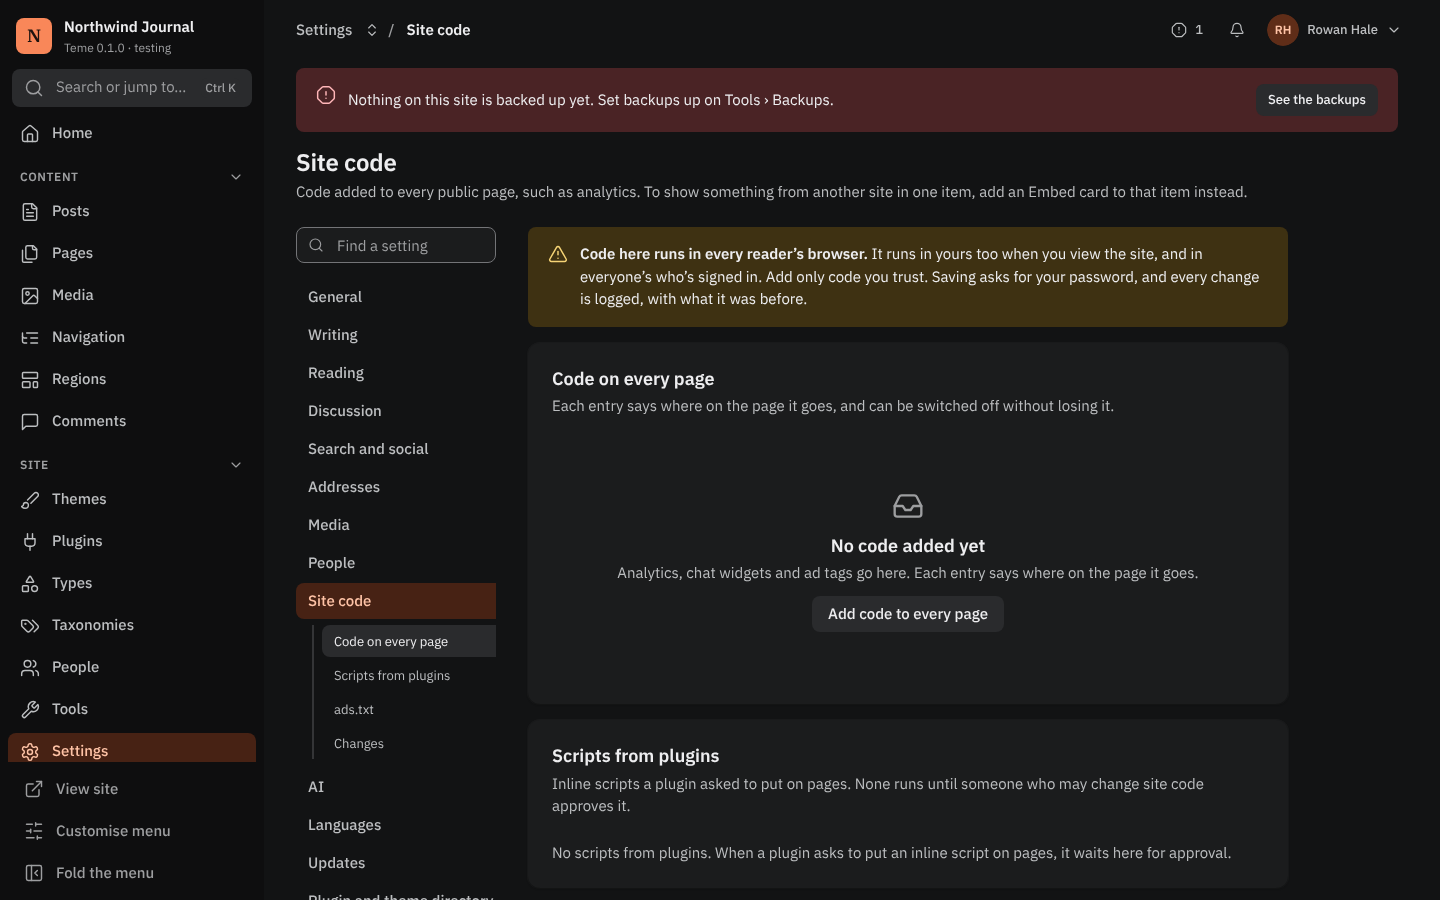 N
Northwind Journal
Teme 0.1.0 · testing
Search or jump to...
Ctrl K
Home
CONTENT
Posts
Pages
Media
Navigation
Regions
Comments
SITE
Themes
Plugins
Types
Taxonomies
People
Tools
Settings
View site
Customise menu
Fold the menu
Settings / Site code
1
RH
Rowan Hale
Nothing on this site is backed up yet. Set backups up on Tools › Backups.
See the backups
Site code
Code added to every public page, such as analytics. To show something from another site in one item, add an Embed card to that item instead.
Find a setting
General
Writing
Reading
Discussion
Search and social
Addresses
Media
People
Site code
Code on every page
Scripts from plugins
ads.txt
Changes
AI
Languages
Updates
Plugin and theme directory
Code here runs in every reader’s browser. It runs in yours too when you view the site, and in
everyone’s who’s signed in. Add only code you trust. Saving asks for your password, and every change
is logged, with what it was before.
Code on every page
Each entry says where on the page it goes, and can be switched off without losing it.
No code added yet
Analytics, chat widgets and ad tags go here. Each entry says where on the page it goes.
Add code to every page
Scripts from plugins
Inline scripts a plugin asked to put on pages. None runs until someone who may change site code
approves it.
No scripts from plugins. When a plugin asks to put an inline script on pages, it waits here for approval.